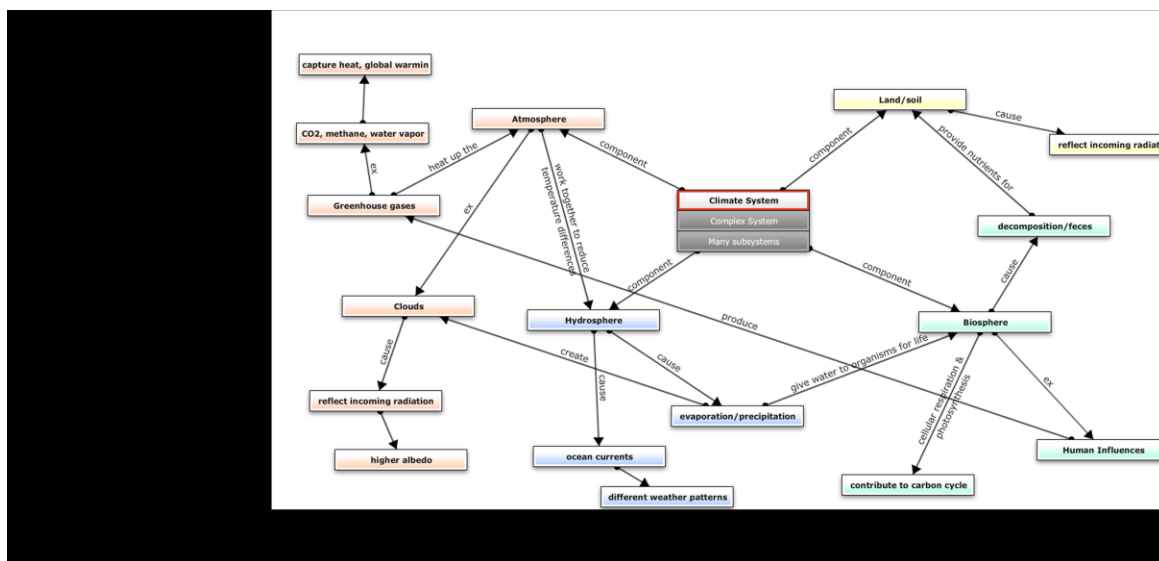 capture heat, global warmin
Land/soil
Atmosphere
cause
CO2, methane, water vapor
provide nutrients for
heat up the
component
component
reflect incoming radiat
ex
work together to reduce
temperature differences
Climate System
Greenhouse gases
ex
Complex System
decomposition/feces
Many subsystems
component
component
cause
Clouds
Hydrosphere
produce
Biosphere
cause
create
cause
give water to organisms for life
ex
cause
cellular respiration &
photosynthesis
reflect incoming radiation
evaporation/precipitation
Human Influences
higher albedo
ocean currents
contribute to carbon cycle
different weather patterns